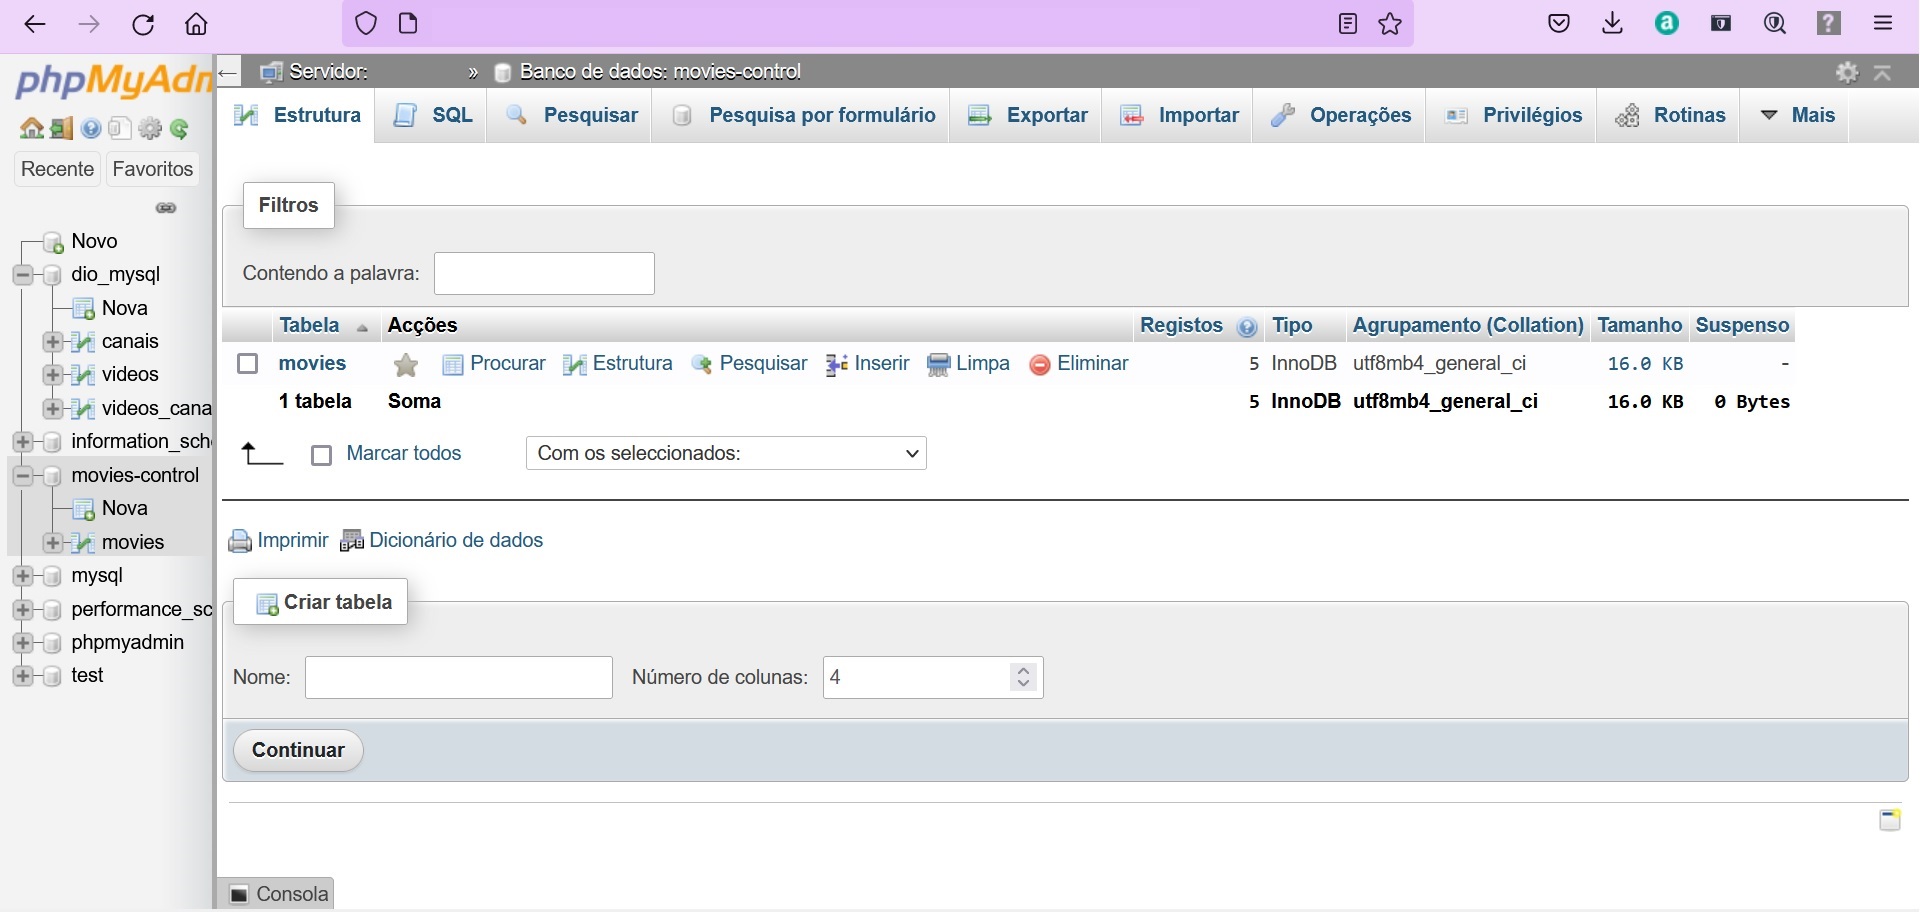 phpMyAdm
Recente Favoritos
Novo
dio_mysql
Nova
canais
videos
videos_cana
information_sch
movies-control
Nova
movies
mysql
performance_sc
phpmyadmin
test
Servidor: » Banco de dados: movies-control
Estrutura SQL Pesquisar Pesquisa por formulário Exportar Importar Operações Privilégios Rotinas Mais
Filtros
Contendo a palavra:
Tabela Acções Registos Tipo Agrupamento (Collation) Tamanho Suspenso
movies Procurar Estrutura Pesquisar Inserir Limpa Eliminar 5 InnoDB utf8mb4_general_ci 16.0 KB -
1 tabela Soma 5 InnoDB utf8mb4_general_ci 16.0 KB 0 Bytes
Marcar todos Com os seleccionados:
Imprimir Dicionário de dados
Criar tabela
Nome: Número de colunas: 4
Continuar
Consola